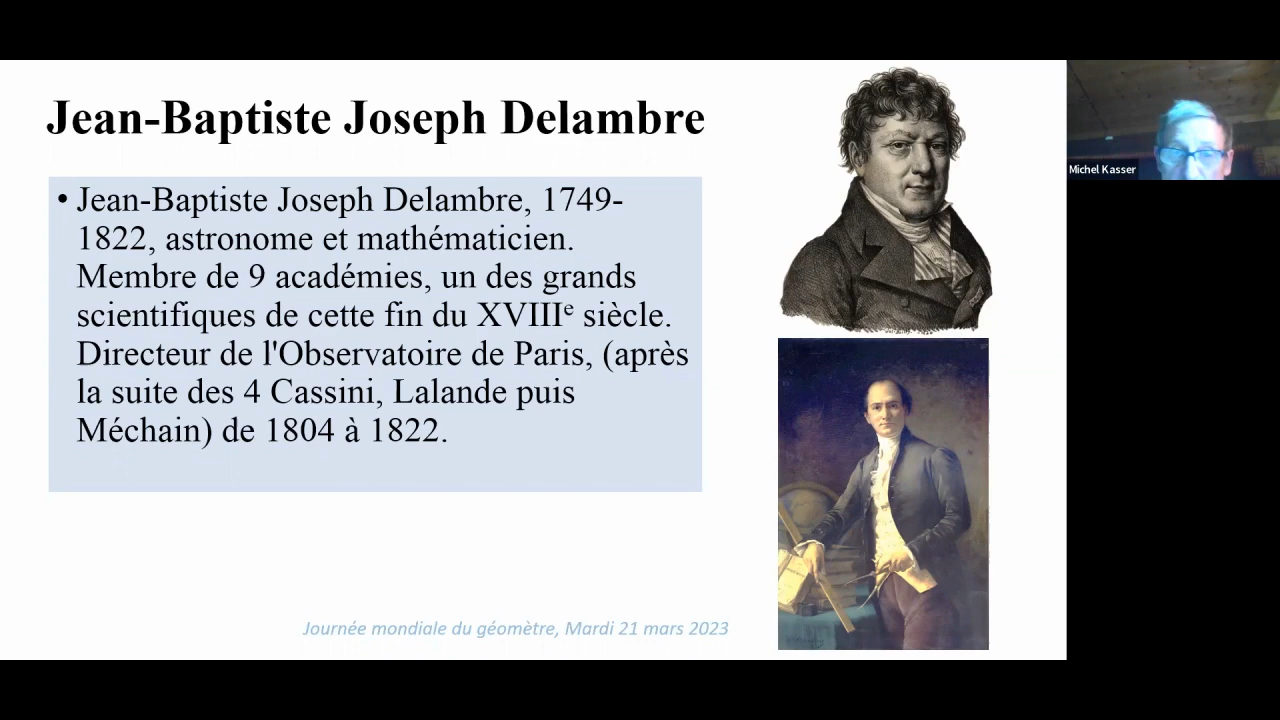 Jean-Baptiste Joseph Delambre
• Jean-Baptiste Joseph Delambre, 1749-
1822, astronome et mathématicien.
Membre de 9 académies, un des grands
scientifiques de cette fin du XVIIIe siècle.
Directeur de l'Observatoire de Paris, (après
la suite des 4 Cassini, Lalande puis
Méchain) de 1804 à 1822.
Journée mondiale du géomètre, Mardi 21 mars 2023
Michel Kasser